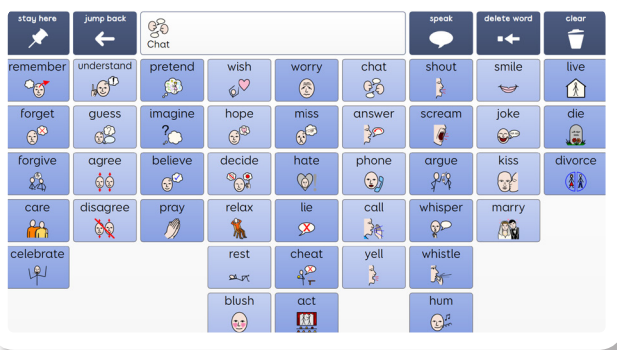 stay here
jump back
Chat
speak
delete word
clear
remember
understand
pretend
wish
worry
chat
shout
smile
live
forget
guess
imagine
hope
miss
answer
scream
joke
die
forgive
agree
believe
decide
hate
phone
argue
kiss
divorce
care
disagree
pray
relax
lie
call
whisper
marry
celebrate
rest
cheat
yell
whistle
blush
act
hum